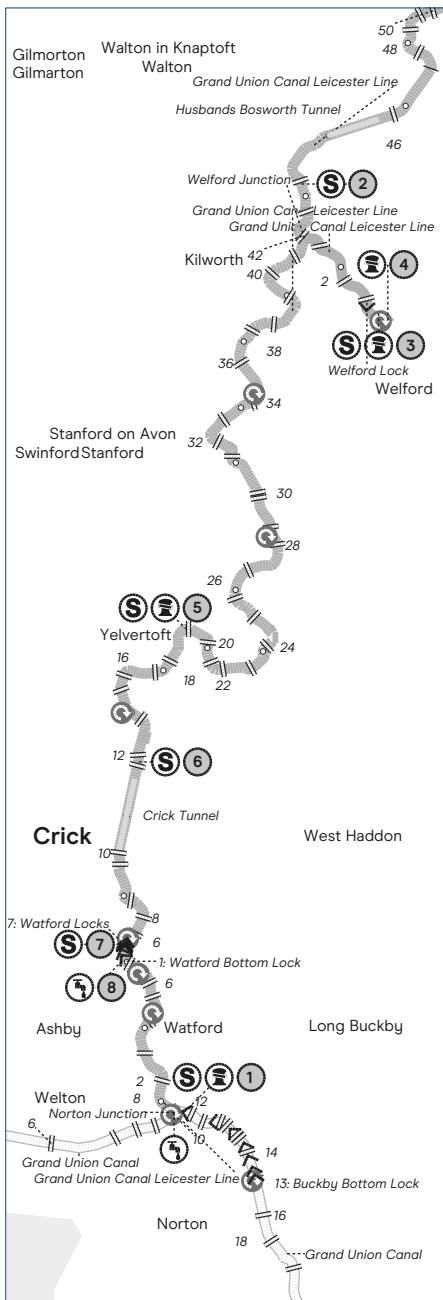 50
Gilmorton
Gilmarton
Walton in Knaptoft
Walton
48
Grand Union Canal Leicester Line
Husbands Bosworth Tunnel
46
Welford Junction
S 2
Grand Union Canal Leicester Line
Grand Union Canal Leicester Line
42
Kilworth
40
4
2
38
S 3
Welford Lock
Welford
36
34
Stanford on Avon
32
Swinford Stanford
30
28
26
S 5
Yelvertoft
20
24
16
18
22
12
S 6
Crick Tunnel
Crick
West Haddon
10
8
7: Watford Locks
6
S 7
1: Watford Bottom Lock
8
6
Ashby
Watford
Long Buckby
2
S 1
Welton
8
12
Norton Junction
6
10
14
Grand Union Canal
Grand Union Canal Leicester Line
13: Buckby Bottom Lock
16
Norton
18
Grand Union Canal